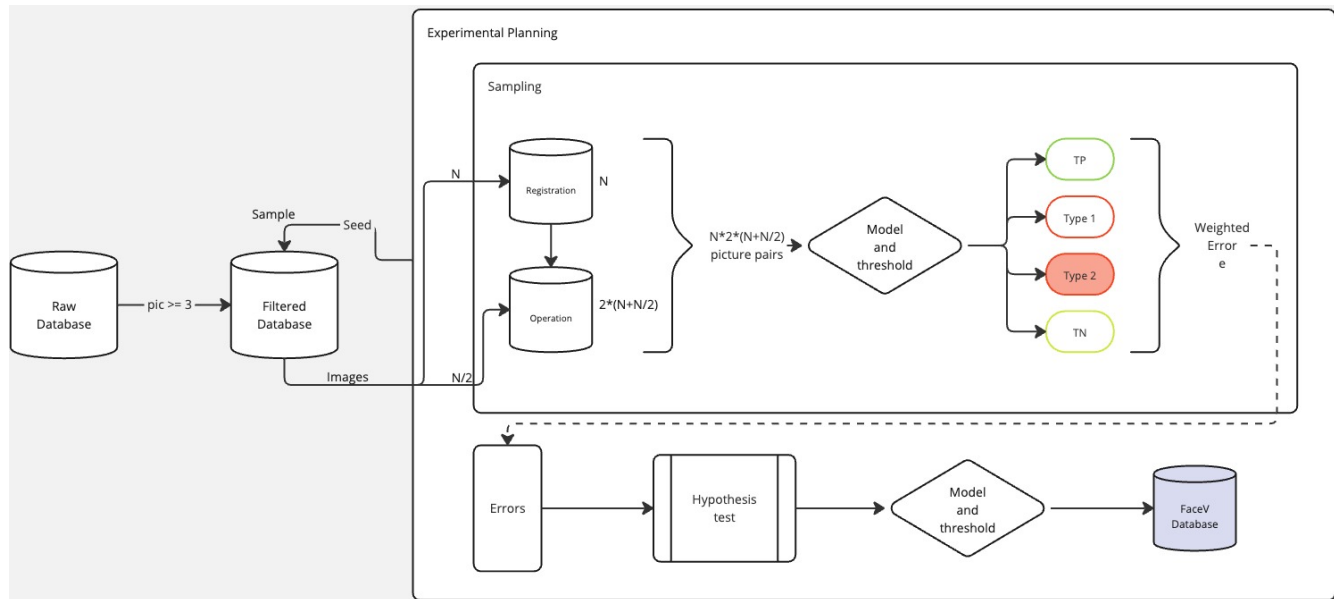 Experimental Planning
Sampling
N
Registration
N
TP
Sample
Seed
Type 1
N*2*(N+N/2)
picture pairs
Model
and
threshold
Weighted
Error
e
Raw
Database
pic >= 3
Filtered
Database
Type 2
Operation
2*(N+N/2)
TN
Images
N/2
Errors
Hypothesis
test
Model
and
threshold
FaceV
Database